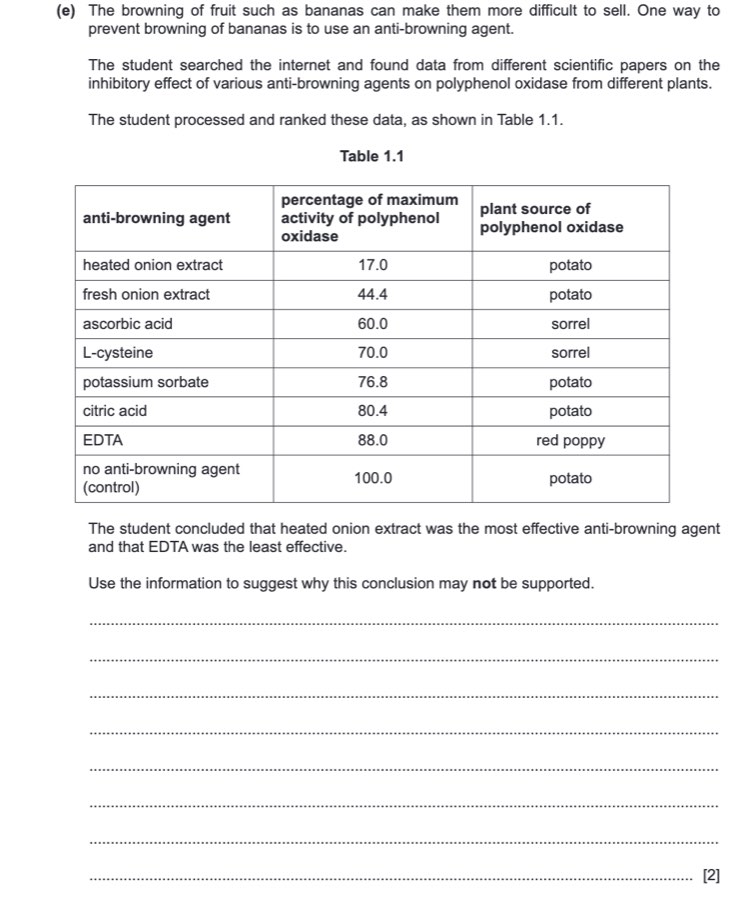 (e) The browning of fruit such as bananas can make them more difficult to sell. One way to
prevent browning of bananas is to use an anti-browning agent.
The student searched the internet and found data from different scientific papers on the
inhibitory effect of various anti-browning agents on polyphenol oxidase from different plants.
The student processed and ranked these data, as shown in Table 1.1.
Table 1.1
anti-browning agent
percentage of maximum
activity of polyphenol
oxidase
plant source of
polyphenol oxidase
heated onion extract 17.0 potato
fresh onion extract 44.4 potato
ascorbic acid 60.0 sorrel
L-cysteine 70.0 sorrel
potassium sorbate 76.8 potato
citric acid 80.4 potato
EDTA 88.0 red poppy
no anti-browning agent
(control)
100.0 potato
The student concluded that heated onion extract was the most effective anti-browning agent
and that EDTA was the least effective.
Use the information to suggest why this conclusion may not be supported.
[2]